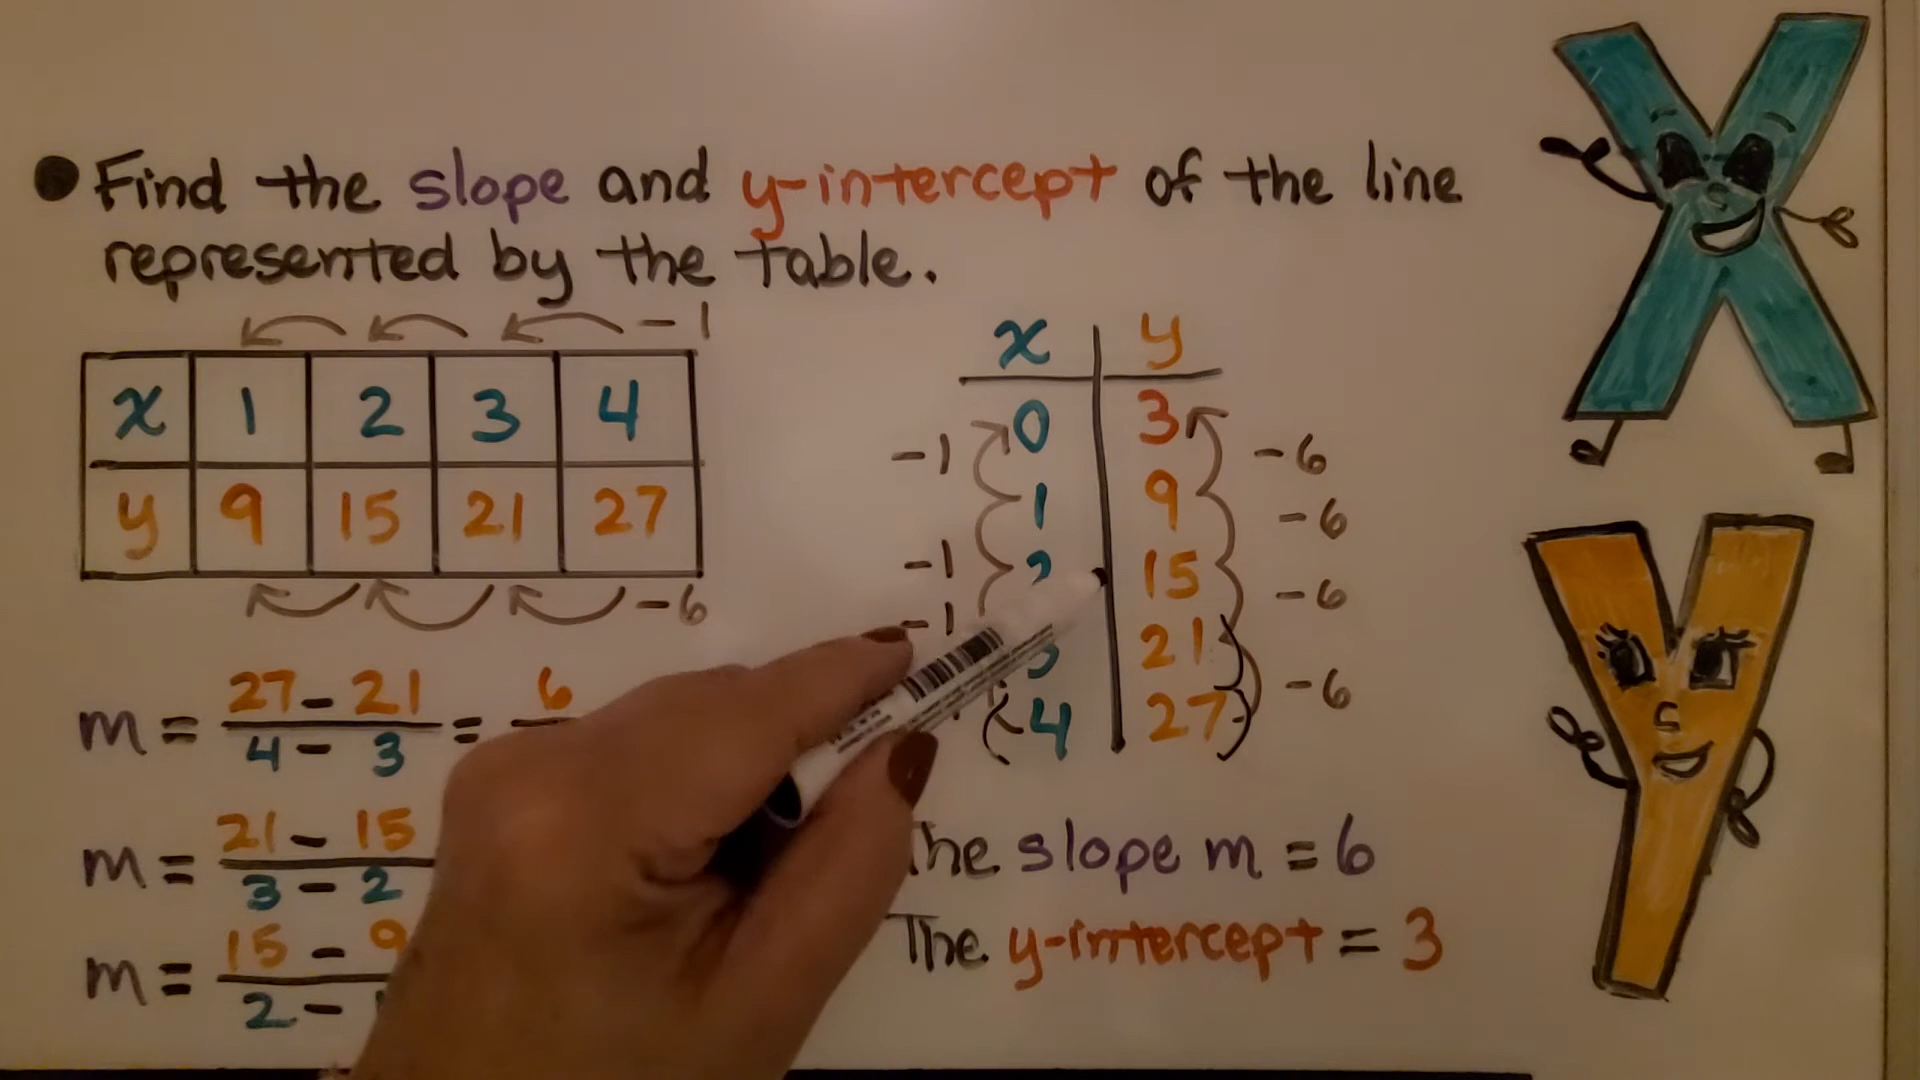 Find the slope and y-intercept of the line
represented by the table.
-1
x 1 2 3 4
y 9 15 21 27
-6
m = 27 - 21 / 4 - 3 = 6
m = 21 - 15 / 3 - 2
m = 15 - 9 / 2 -
x y
0 3
-1 -6
1 9
-6
2 15
-1 -6
-1
3 21
-6
4 27
The slope m = 6
The y-intercept = 3